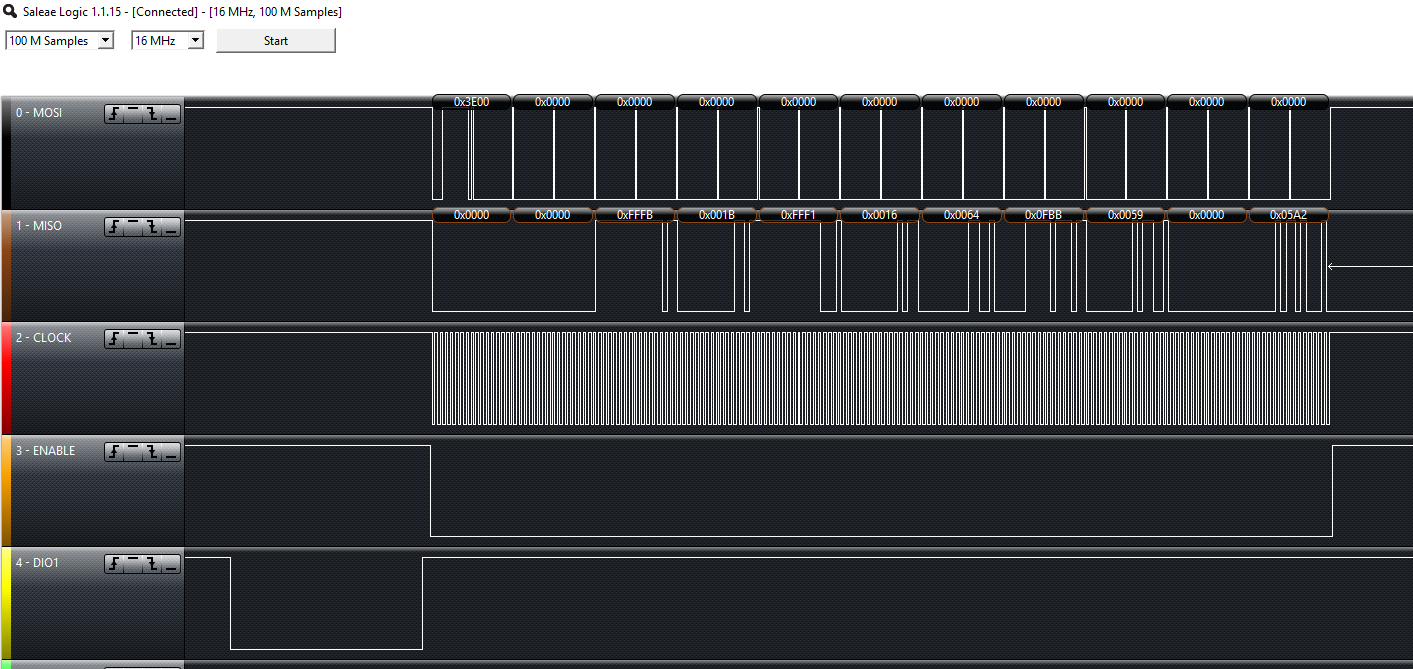 Saleae Logic 1.1.15 - [Connected] - [16 MHz, 100 M Samples]
100 M Samples 16 MHz Start
0x3E00 0x0000 0x0000 0x0000 0x0000 0x0000 0x0000 0x0000 0x0000 0x0000 0x0000
0 - MOSI
0x0000 0x0000 0xFFFB 0x001B 0xFFF1 0x0016 0x0064 0x0FBB 0x0059 0x0000 0x05A2
1 - MISO
2 - CLOCK
3 - ENABLE
4 - DIO1